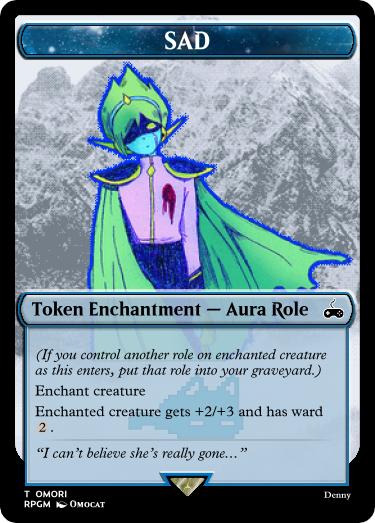 SAD
Token Enchantment — Aura Role
(If you control another role on enchanted creature
as this enters, put that role into your graveyard.)
Enchant creature
Enchanted creature gets +2/+3 and has ward
2 .
“I can’t believe she’s really gone…”
T OMORI
RPGM Omocat
Denny